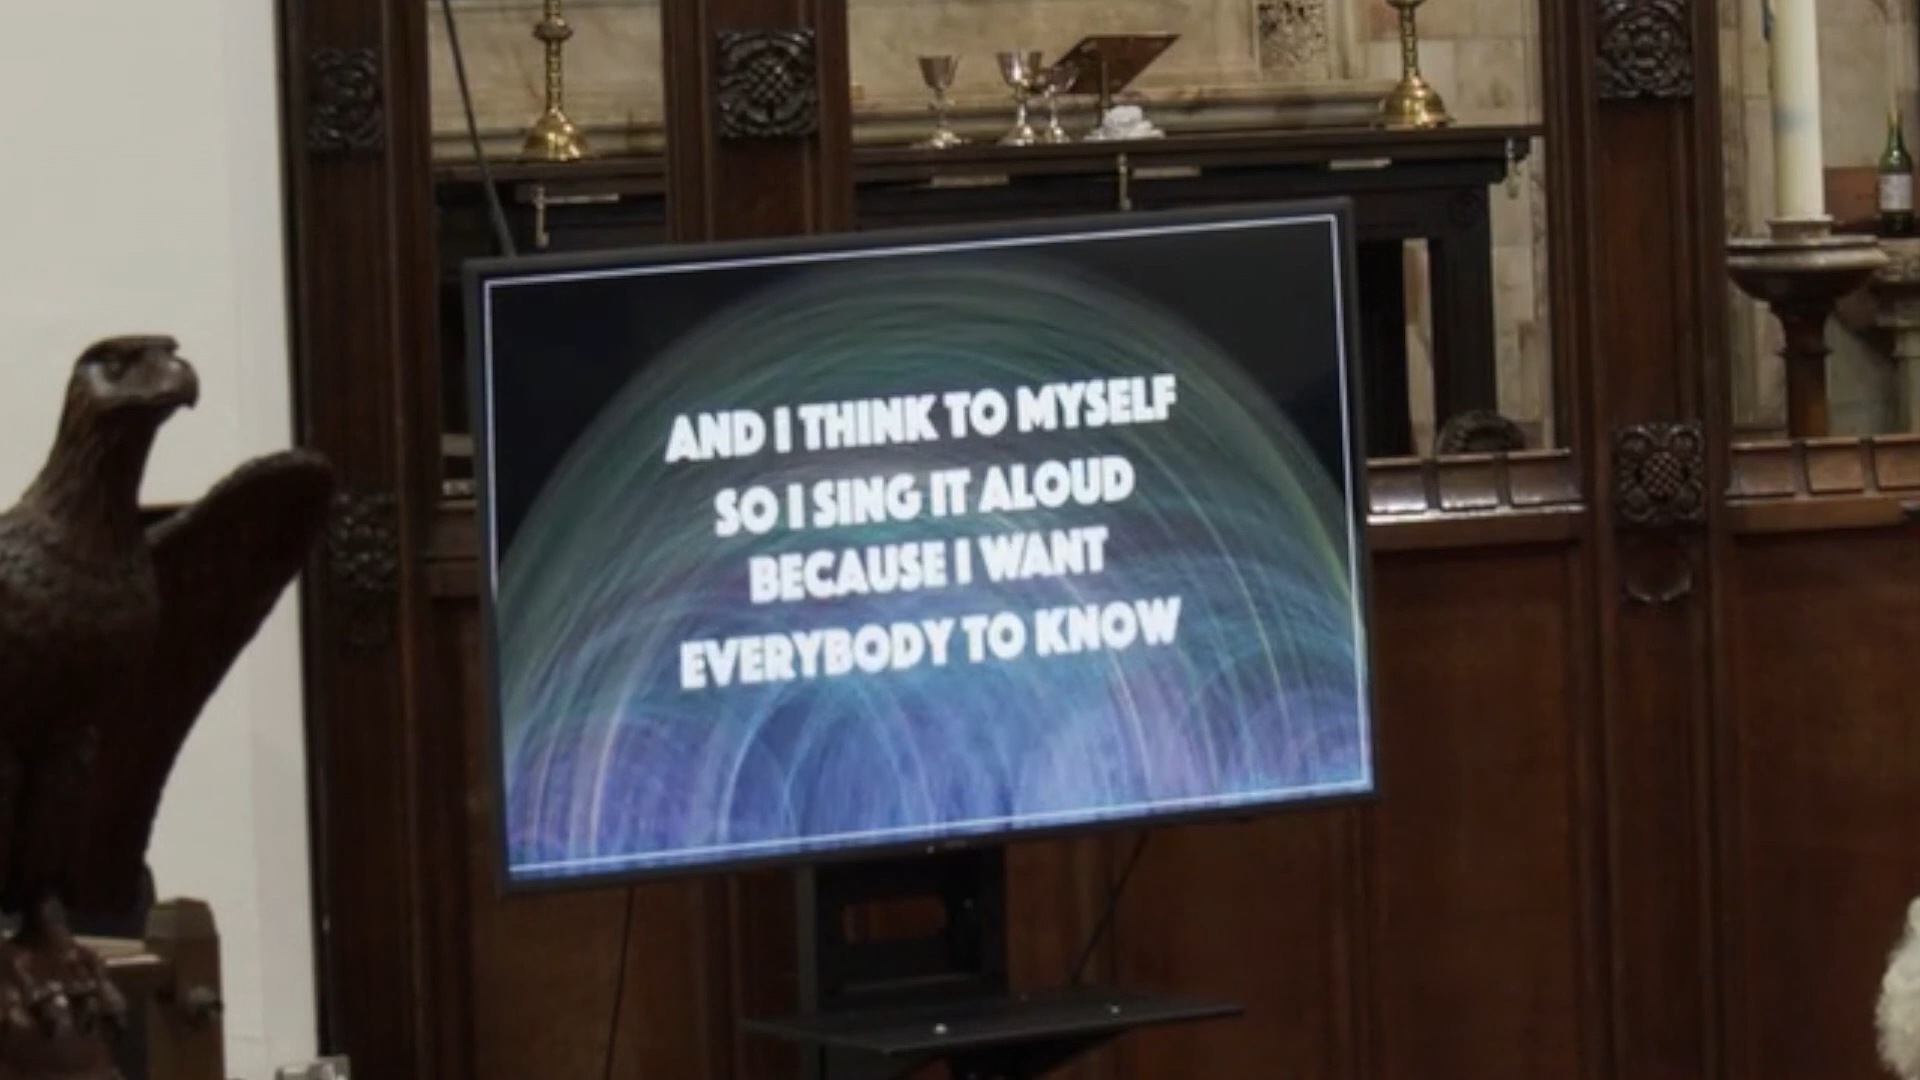 AND I THINK TO MYSELF
SO I SING IT ALOUD
BECAUSE I WANT
EVERYBODY TO KNOW